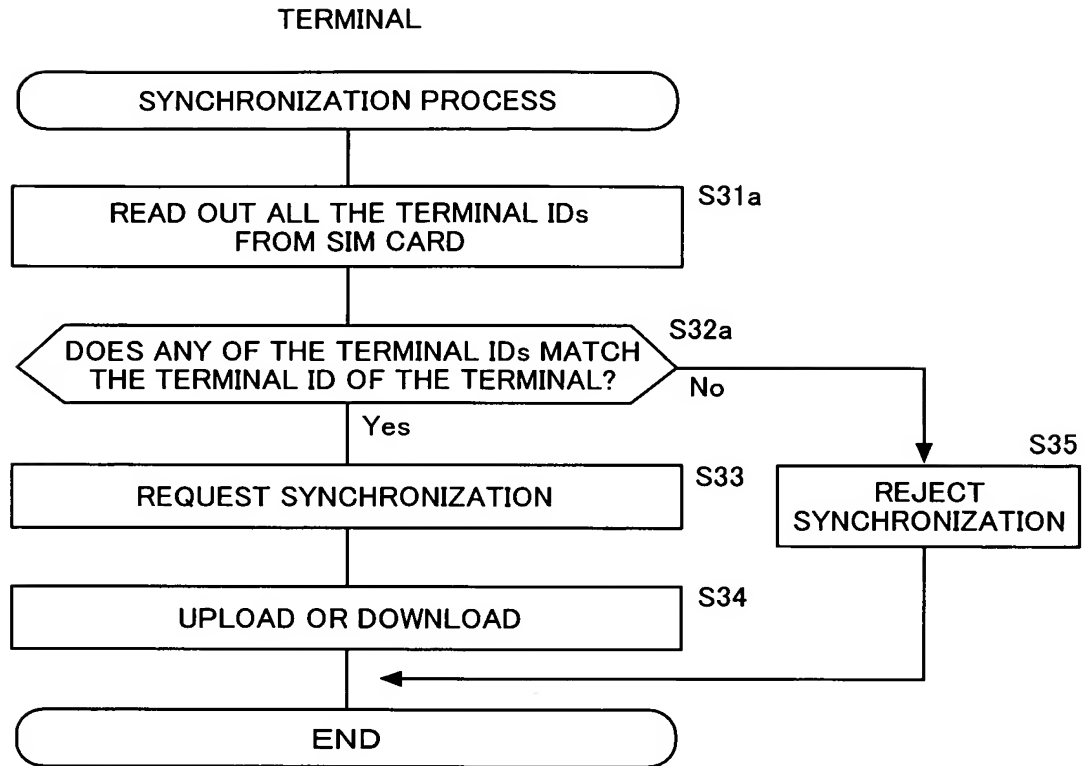 TERMINAL
SYNCHRONIZATION PROCESS
S31a
READ OUT ALL THE TERMINAL IDs
FROM SIM CARD
S32a
DOES ANY OF THE TERMINAL IDs MATCH
THE TERMINAL ID OF THE TERMINAL?
No
Yes
S33
REQUEST SYNCHRONIZATION
S35
REJECT
SYNCHRONIZATION
S34
UPLOAD OR DOWNLOAD
END